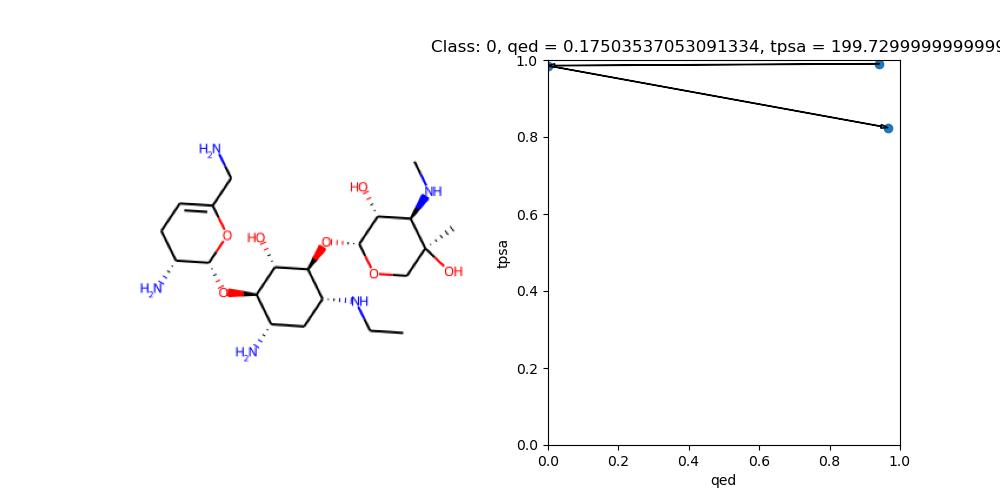 Class: 0, qed = 0.17503537053091334, tpsa = 199.7299999999999
H2N
HO
NH
O
HO
O
O
OH
H2N
O
NH
H2N
1.0
0.8
0.6
0.4
0.2
0.0
tpsa
0.0 0.2 0.4 0.6 0.8 1.0
qed